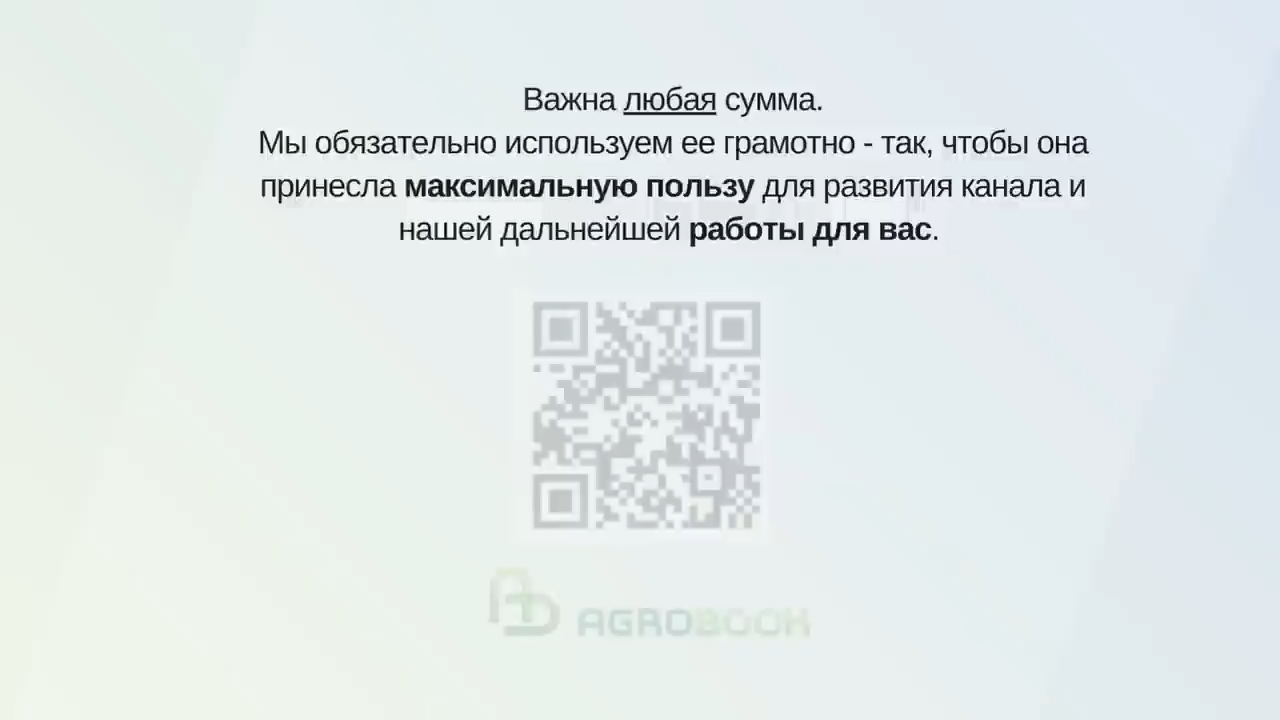 Важна любая сумма.
Мы обязательно используем ее грамотно - так, чтобы она
принесла максимальную пользу для развития канала и
нашей дальнейшей работы для вас.
AGROBOOK